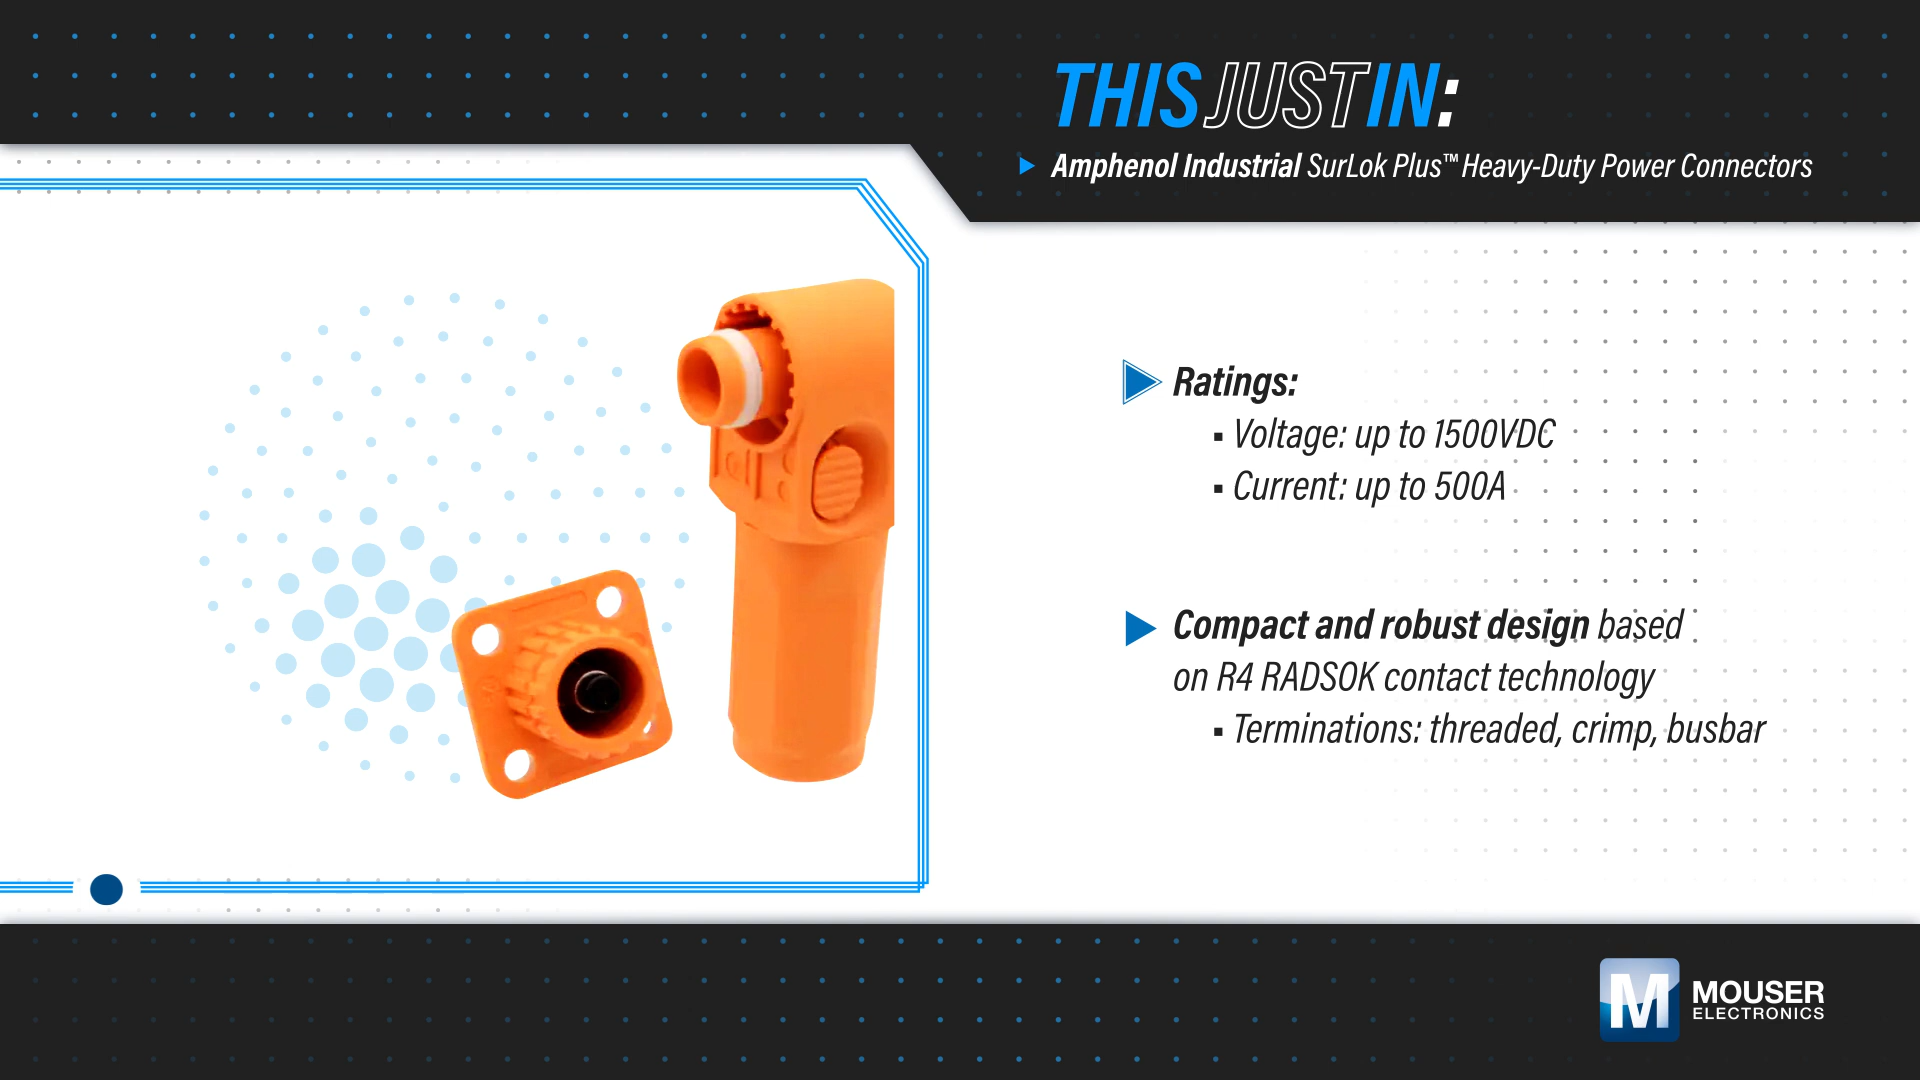 THIS JUST IN:
Amphenol Industrial SurLok Plus™ Heavy-Duty Power Connectors
Ratings:
▪ Voltage: up to 1500VDC
▪ Current: up to 500A
Compact and robust design based
on R4 RADSOK contact technology
▪ Terminations: threaded, crimp, busbar
M MOUSER
ELECTRONICS